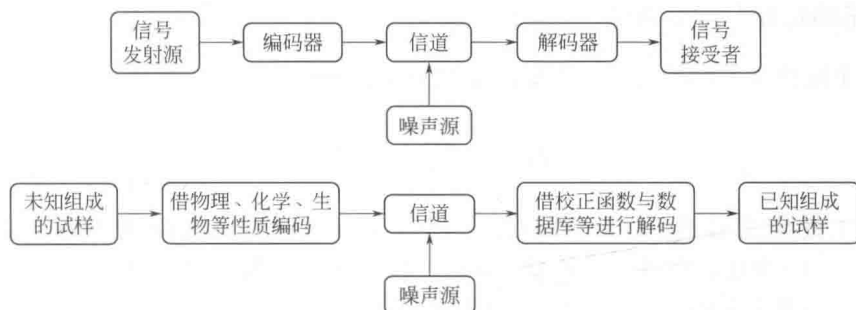 信号
发射源
编码器
信道
解码器
信号
接受者
噪声源
未知组成
的试样
借物理、化学、生
物等性质编码
信道
借校正函数与数
据库等进行解码
已知组成
的试样
噪声源